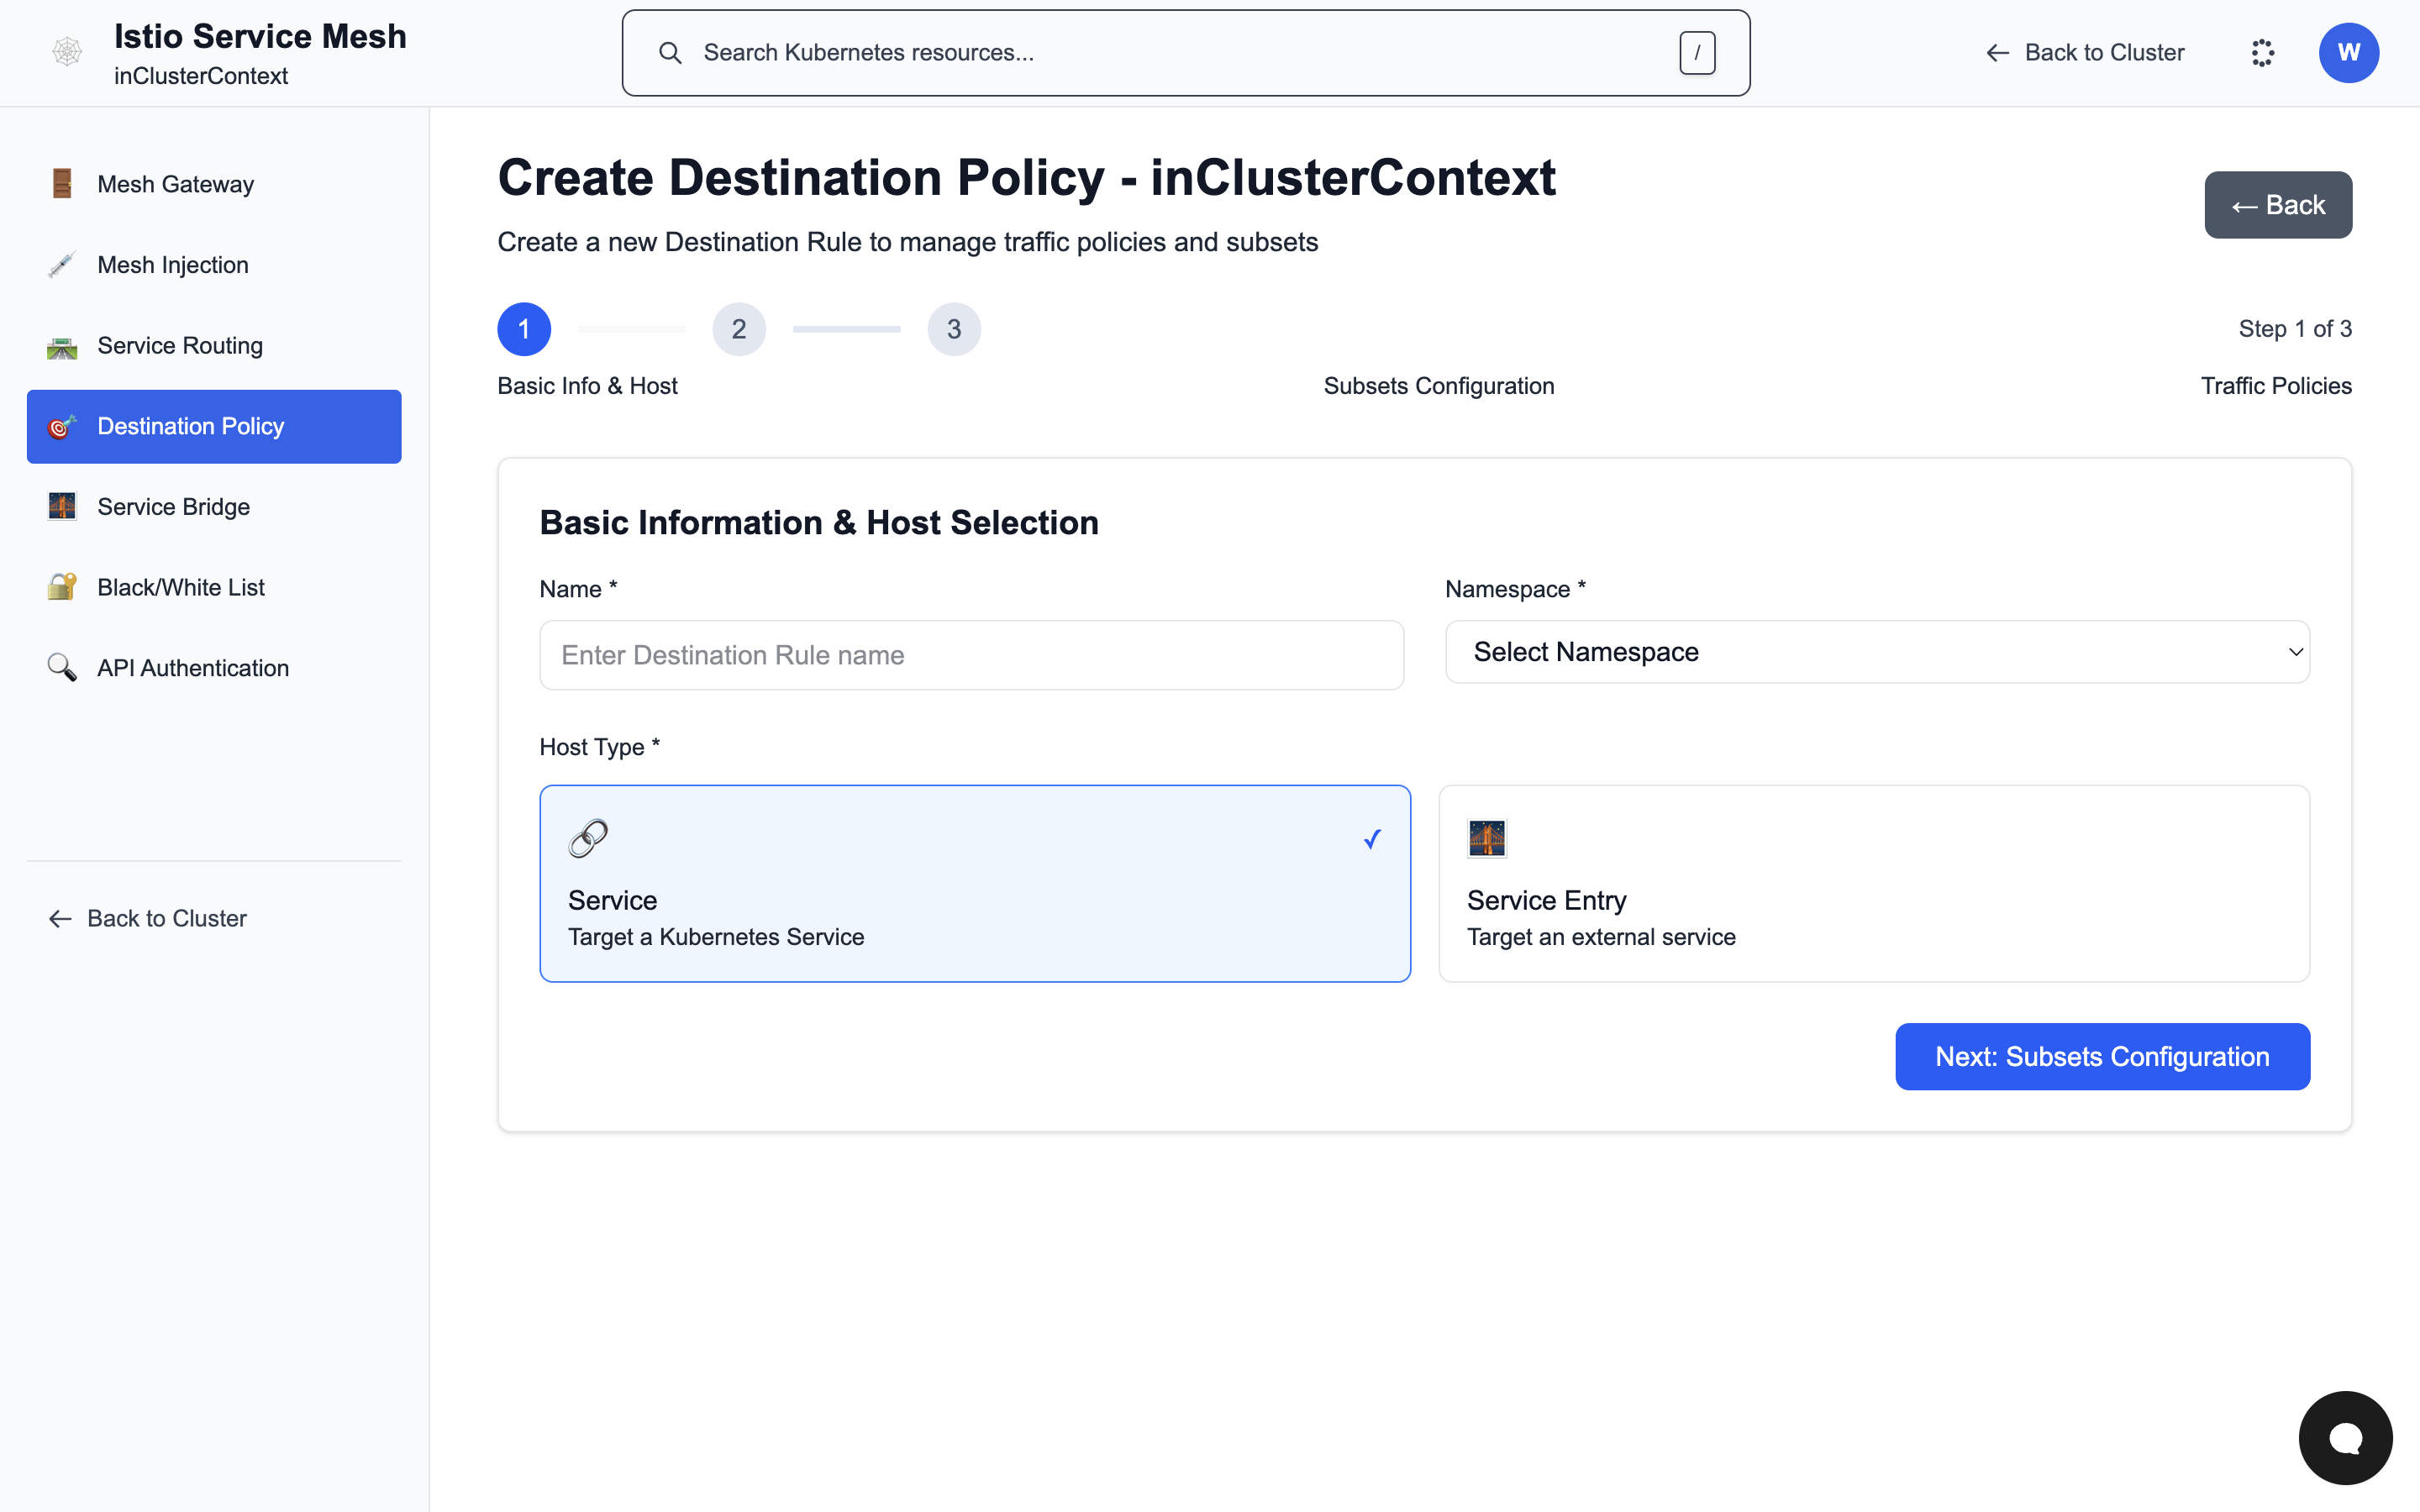 Istio Service Mesh
inClusterContext
Search Kubernetes resources...
/
← Back to Cluster
W
Mesh Gateway
Mesh Injection
Service Routing
Destination Policy
Service Bridge
Black/White List
API Authentication
← Back to Cluster
Create Destination Policy - inClusterContext
Create a new Destination Rule to manage traffic policies and subsets
← Back
1
2
3
Step 1 of 3
Basic Info & Host
Subsets Configuration
Traffic Policies
Basic Information & Host Selection
Name *
Enter Destination Rule name
Namespace *
Select Namespace
Host Type *
Service
Target a Kubernetes Service
Service Entry
Target an external service
Next: Subsets Configuration